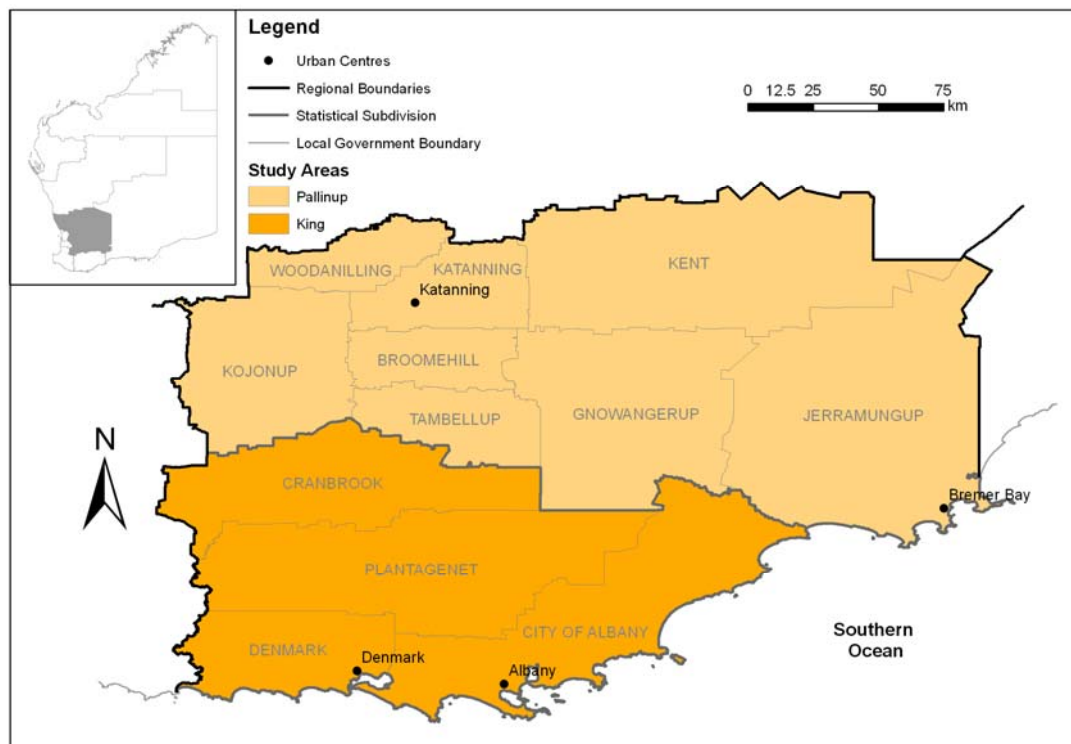 Legend
Urban Centres
Regional Boundaries
Statistical Subdivision
Local Government Boundary
Study Areas
Pallinup
King
0 12.5 25 50 75
km
WOODANILLING
KATANNING
Katanning
KENT
KOJONUP
BROOMEHILL
TAMBELLUP
GNOWANGERUP
JERRAMUNGUP
N
CRANBROOK
Bremer Bay
PLANTAGENET
DENMARK
Denmark
CITY OF ALBANY
Albany
Southern
Ocean